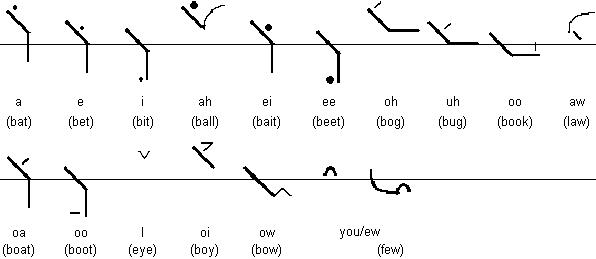 a e i ah ei ee oh uh oo aw
(bat) (bet) (bit) (ball) (bait) (beet) (bog) (bug) (book) (law)
oa oo I oi ow you/ew
(boat) (boot) (eye) (boy) (bow) (few)